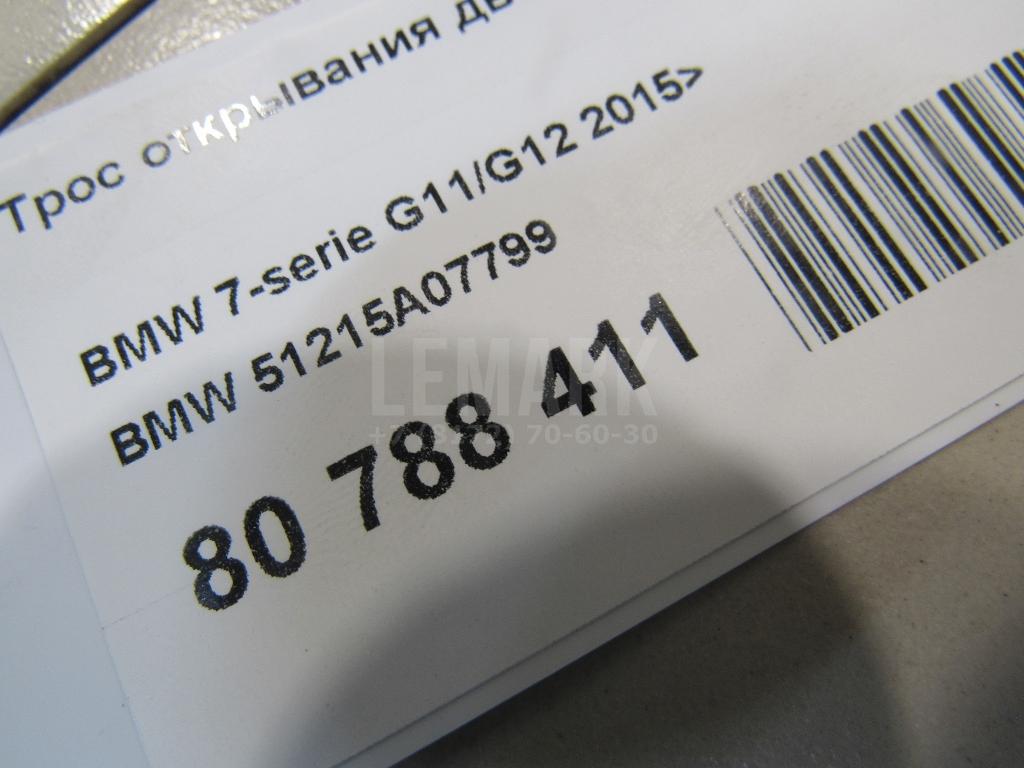 Трос открывания
BMW 7-serie G11/G12 2015>
BMW 51215A07799
80 788 411
LEMARK
70-60-30